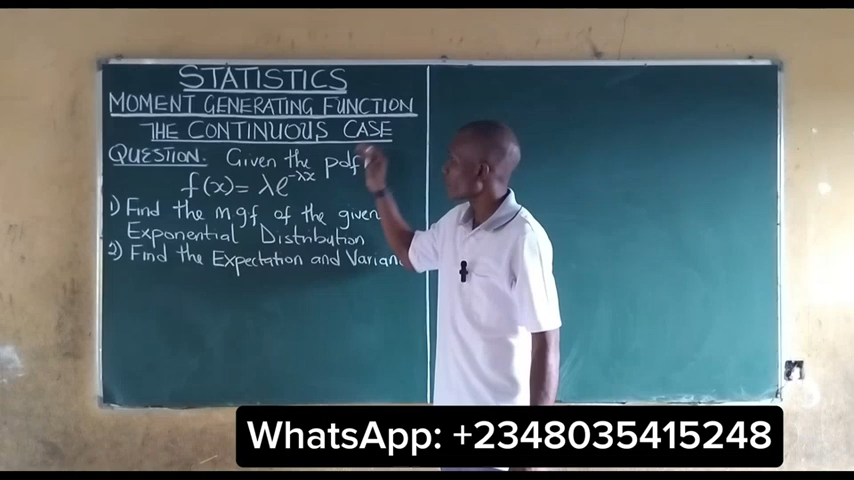 STATISTICS
MOMENT GENERATING FUNCTION
THE CONTINUOUS CASE
QUESTION. Given the pdf
f(x) = λe^{-λx}
1) Find the mgf of the given
Exponential Distribution
2) Find the Expectation and Varian
WhatsApp: +2348035415248